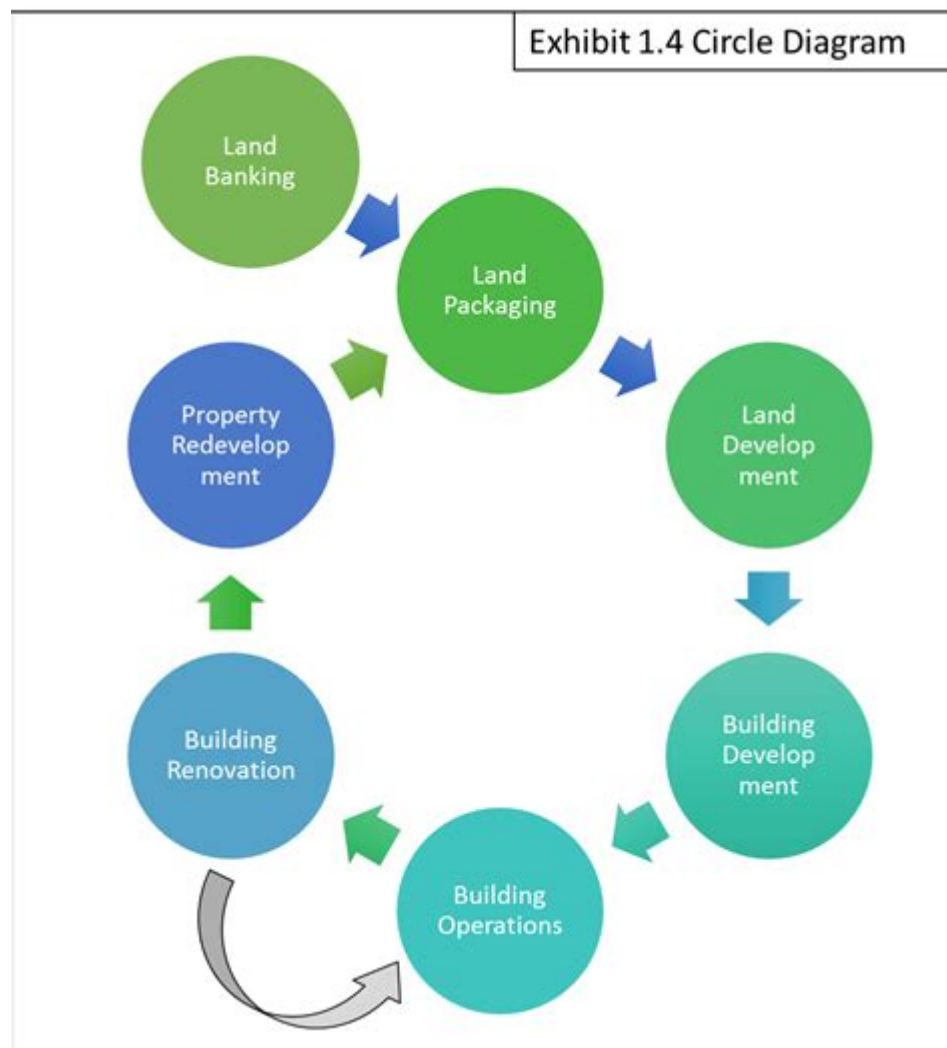 Exhibit 1.4 Circle Diagram
Land
Banking
Land
Packaging
Land
Develop
ment
Building
Develop
ment
Building
Operations
Building
Renovation
Property
Redevelop
ment